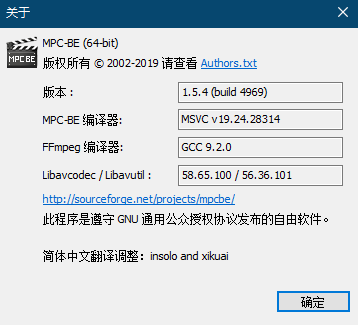 关于
MPC-BE (64-bit)
MPCBE
版权所有 © 2002-2019 请查看 Authors.txt
版本： 1.5.4 (build 4969)
MPC-BE 编译器: MSVC v19.24.28314
FFmpeg 编译器: GCC 9.2.0
Libavcodec / Libavutil : 58.65.100 / 56.36.101
http://sourceforge.net/projects/mpcbe/
此程序是遵守 GNU 通用公众授权协议发布的自由软件。
简体中文翻译调整：insolo and xikuai
确定